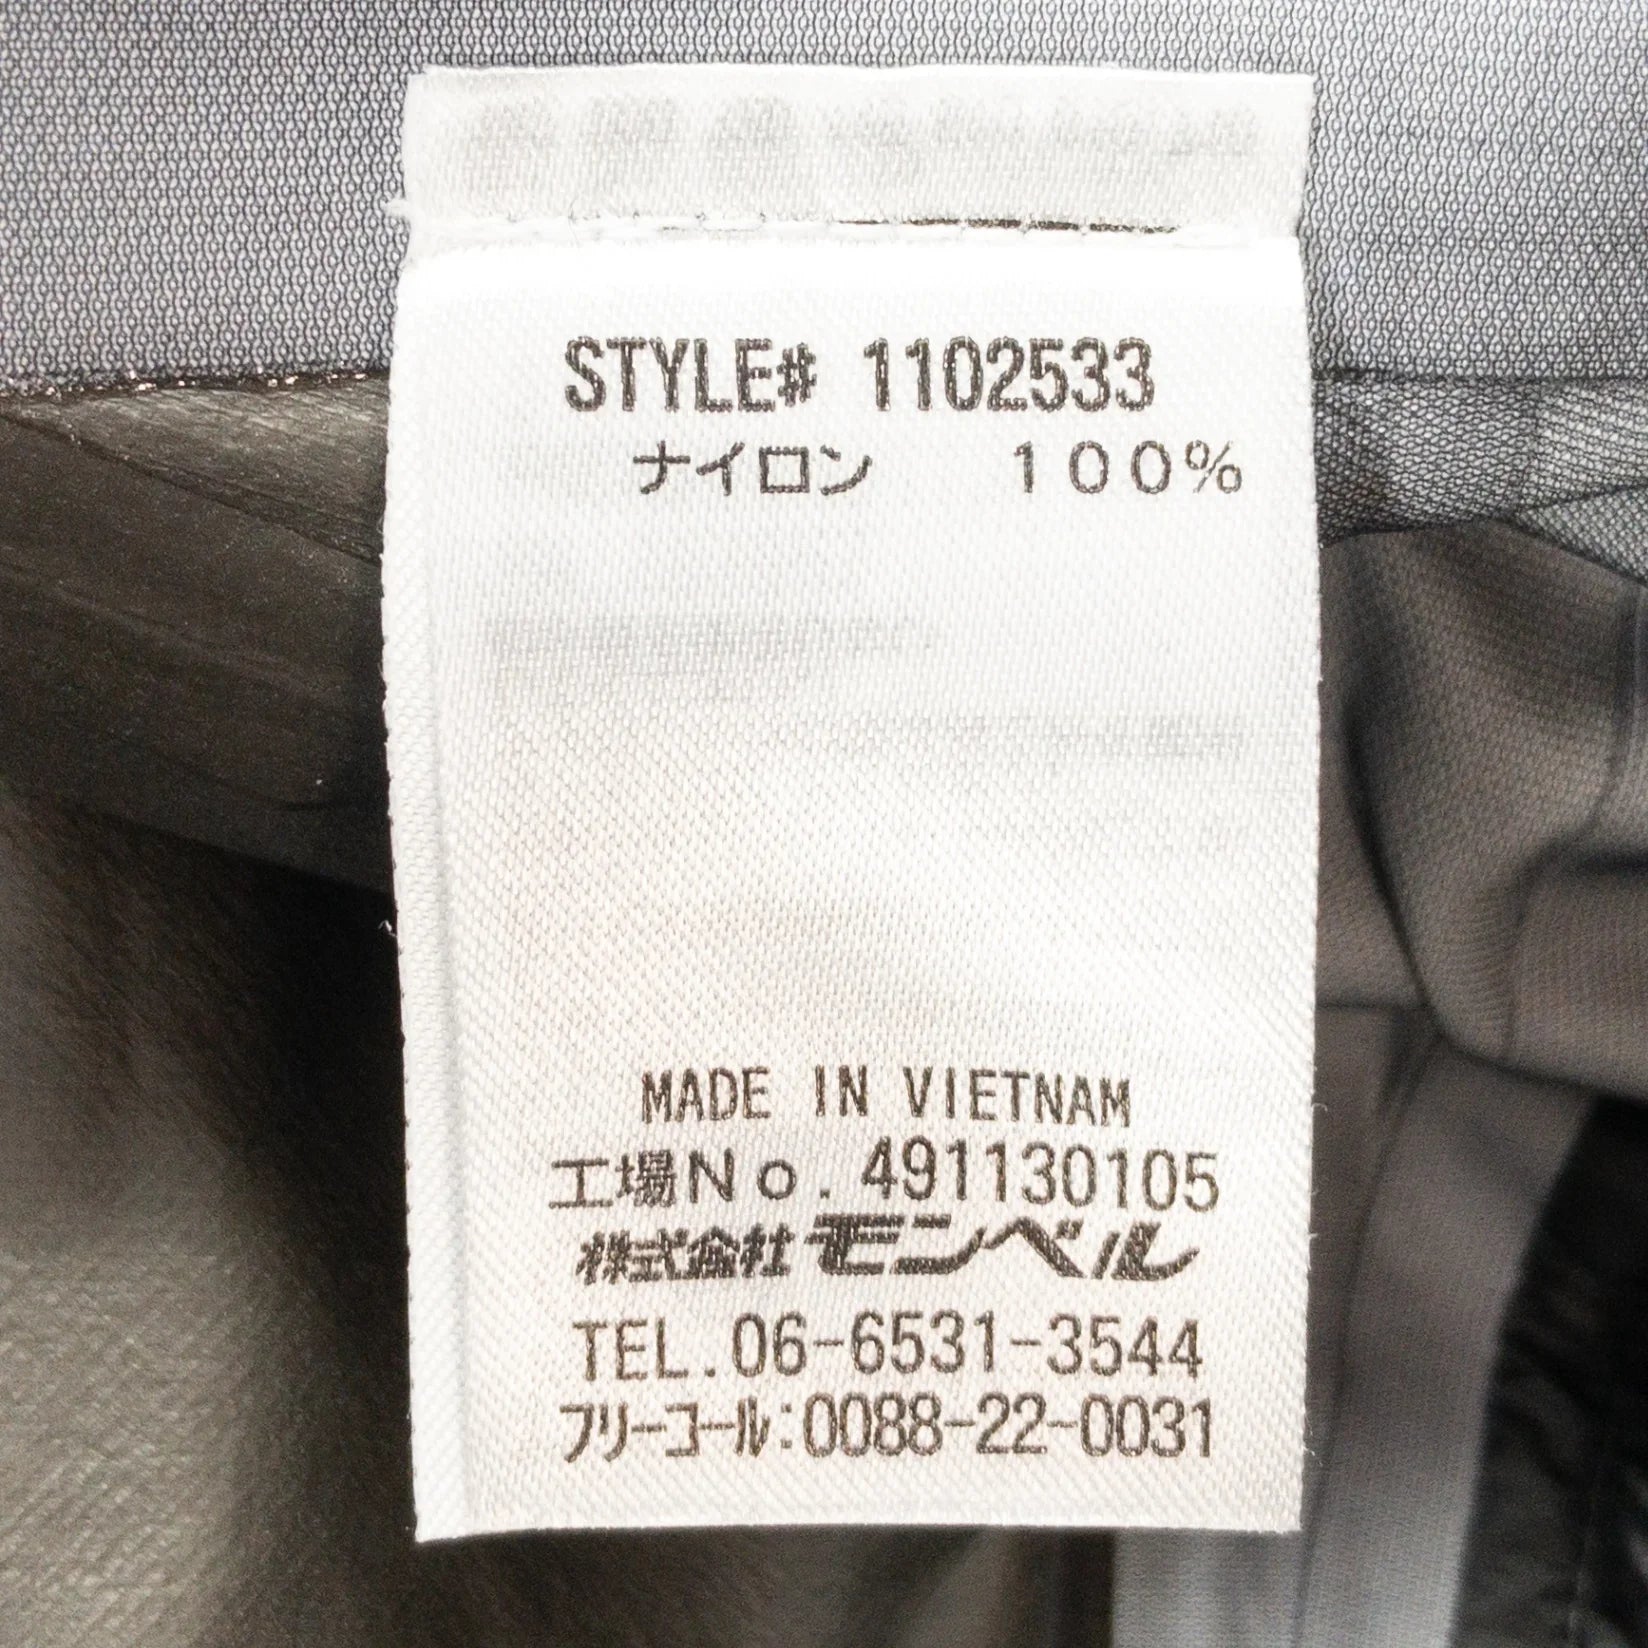 STYLE# 1102533
ナイロン　１００％
MADE IN VIETNAM
工場Ｎｏ. 491130105
株式会社モンベル
TEL.06-6531-3544
ﾌﾘｰｺｰﾙ:0088-22-0031